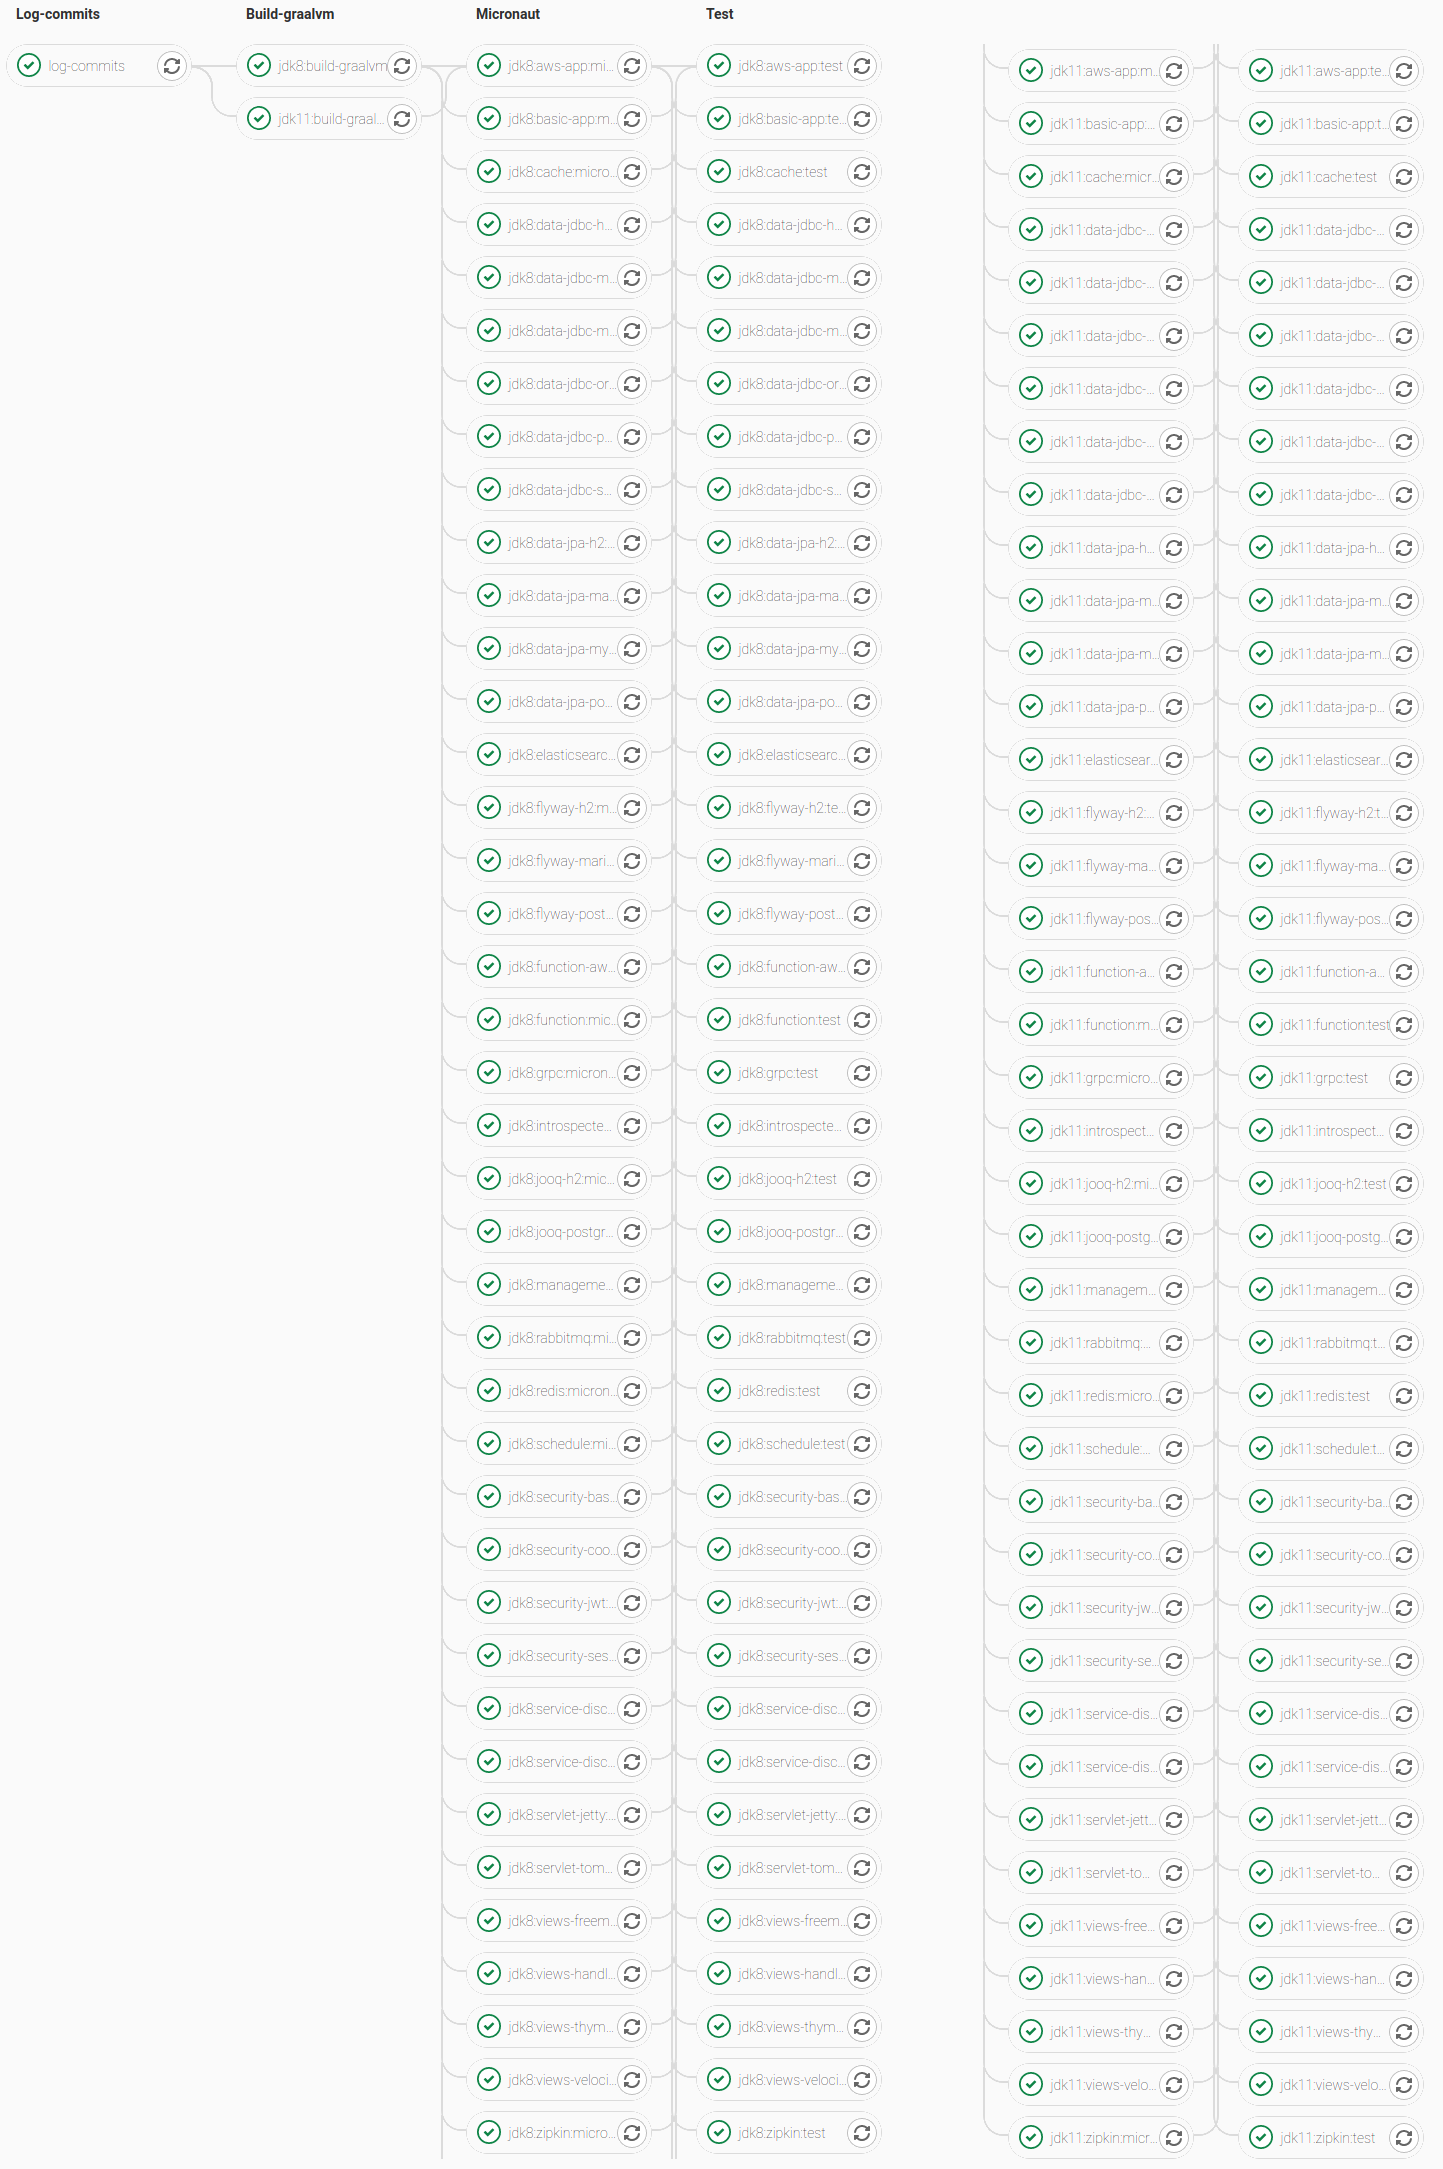 Log-commits Build-graalvm Micronaut Test
log-commits jdk8:build-graalvm jdk8:aws-app:mi... jdk8:aws-app:test jdk11:aws-app:m... jdk11:aws-app:te...
jdk11:build-graal... jdk8:basic-app:m... jdk8:basic-app:te... jdk11:basic-app:... jdk11:basic-app:t...
jdk8:cache:micro... jdk8:cache:test jdk11:cache:micr... jdk11:cache:test
jdk8:data-jdbc-h... jdk8:data-jdbc-h... jdk11:data-jdbc-... jdk11:data-jdbc-...
jdk8:data-jdbc-m... jdk8:data-jdbc-m... jdk11:data-jdbc-... jdk11:data-jdbc-...
jdk8:data-jdbc-m... jdk8:data-jdbc-m... jdk11:data-jdbc-... jdk11:data-jdbc-...
jdk8:data-jdbc-or... jdk8:data-jdbc-or... jdk11:data-jdbc-... jdk11:data-jdbc-...
jdk8:data-jdbc-p... jdk8:data-jdbc-p... jdk11:data-jdbc-... jdk11:data-jdbc-...
jdk8:data-jdbc-s... jdk8:data-jdbc-s... jdk11:data-jdbc-... jdk11:data-jdbc-...
jdk8:data-jpa-h2:... jdk8:data-jpa-h2:... jdk11:data-jpa-h... jdk11:data-jpa-h...
jdk8:data-jpa-ma... jdk8:data-jpa-ma... jdk11:data-jpa-m... jdk11:data-jpa-m...
jdk8:data-jpa-my... jdk8:data-jpa-my... jdk11:data-jpa-m... jdk11:data-jpa-m...
jdk8:data-jpa-po... jdk8:data-jpa-po... jdk11:data-jpa-p... jdk11:data-jpa-p...
jdk8:elasticsearc... jdk8:elasticsearc... jdk11:elasticsear... jdk11:elasticsear...
jdk8:flyway-h2:m... jdk8:flyway-h2:te... jdk11:flyway-h2:... jdk11:flyway-h2:t...
jdk8:flyway-mari... jdk8:flyway-mari... jdk11:flyway-ma... jdk11:flyway-ma...
jdk8:flyway-post... jdk8:flyway-post... jdk11:flyway-pos... jdk11:flyway-pos...
jdk8:function-aw... jdk8:function-aw... jdk11:function-a... jdk11:function-a...
jdk8:function:mic... jdk8:function:test jdk11:function:m... jdk11:function:test
jdk8:grpc:micron... jdk8:grpc:test jdk11:grpc:micro... jdk11:grpc:test
jdk8:introspecte... jdk8:introspecte... jdk11:introspect... jdk11:introspect...
jdk8:jooq-h2:mic... jdk8:jooq-h2:test jdk11:jooq-h2:mi... jdk11:jooq-h2:test
jdk8:jooq-postgr... jdk8:jooq-postgr... jdk11:jooq-postg... jdk11:jooq-postg...
jdk8:manageme... jdk8:manageme... jdk11:managem... jdk11:managem...
jdk8:rabbitmq:mi... jdk8:rabbitmq:test jdk11:rabbitmq:... jdk11:rabbitmq:t...
jdk8:redis:micron... jdk8:redis:test jdk11:redis:micro... jdk11:redis:test
jdk8:schedule:mi... jdk8:schedule:test jdk11:schedule:... jdk11:schedule:t...
jdk8:security-bas... jdk8:security-bas... jdk11:security-ba... jdk11:security-ba...
jdk8:security-coo... jdk8:security-coo... jdk11:security-co... jdk11:security-co...
jdk8:security-jwt:... jdk8:security-jwt:... jdk11:security-jw... jdk11:security-jw...
jdk8:security-ses... jdk8:security-ses... jdk11:security-se... jdk11:security-se...
jdk8:service-disc... jdk8:service-disc... jdk11:service-dis... jdk11:service-dis...
jdk8:service-disc... jdk8:service-disc... jdk11:service-dis... jdk11:service-dis...
jdk8:servlet-jetty:... jdk8:servlet-jetty:... jdk11:servlet-jett... jdk11:servlet-jett...
jdk8:servlet-tom... jdk8:servlet-tom... jdk11:servlet-to... jdk11:servlet-to...
jdk8:views-freem... jdk8:views-freem... jdk11:views-free... jdk11:views-free...
jdk8:views-handl... jdk8:views-handl... jdk11:views-han... jdk11:views-han...
jdk8:views-thym... jdk8:views-thym... jdk11:views-thy... jdk11:views-thy...
jdk8:views-veloci... jdk8:views-veloci... jdk11:views-velo... jdk11:views-velo...
jdk8:zipkin:micro... jdk8:zipkin:test jdk11:zipkin:micr... jdk11:zipkin:test